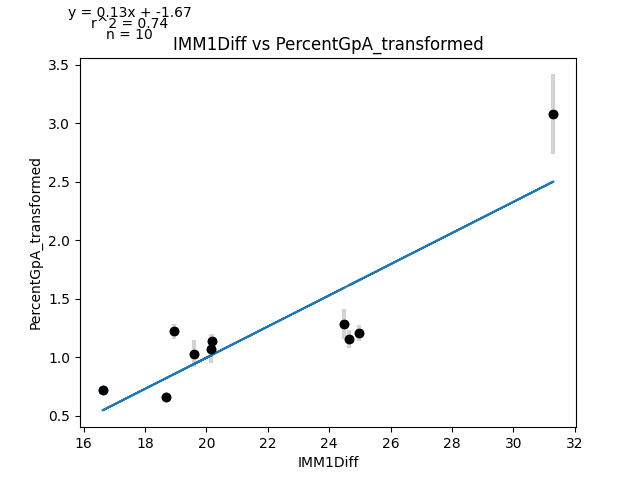 y = 0.13x + -1.67
r^2 = 0.74
n = 10
IMM1Diff vs PercentGpA_transformed
PercentGpA_transformed
3.5
3.0
2.5
2.0
1.5
1.0
0.5
16 18 20 22 24 26 28 30 32
IMM1Diff